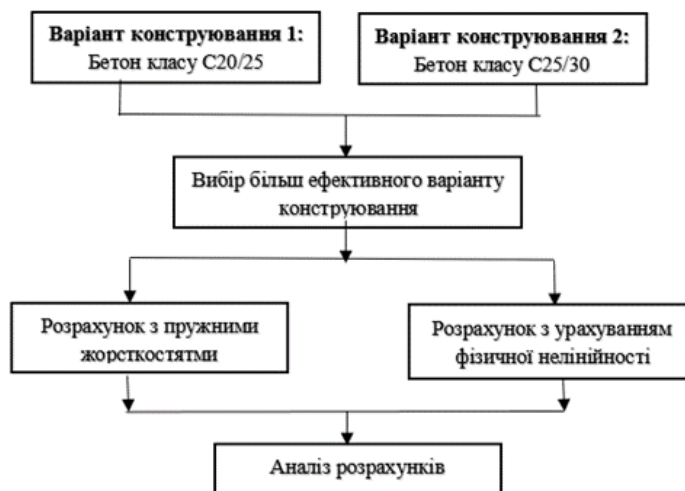 Варіант конструювання 1:
Бетон класу С20/25
Варіант конструювання 2:
Бетон класу С25/30
Вибір більш ефективного варіанту
конструювання
Розрахунок з пружними
жорсткостятми
Розрахунок з урахуванням
фізичної нелінійності
Аналіз розрахунків